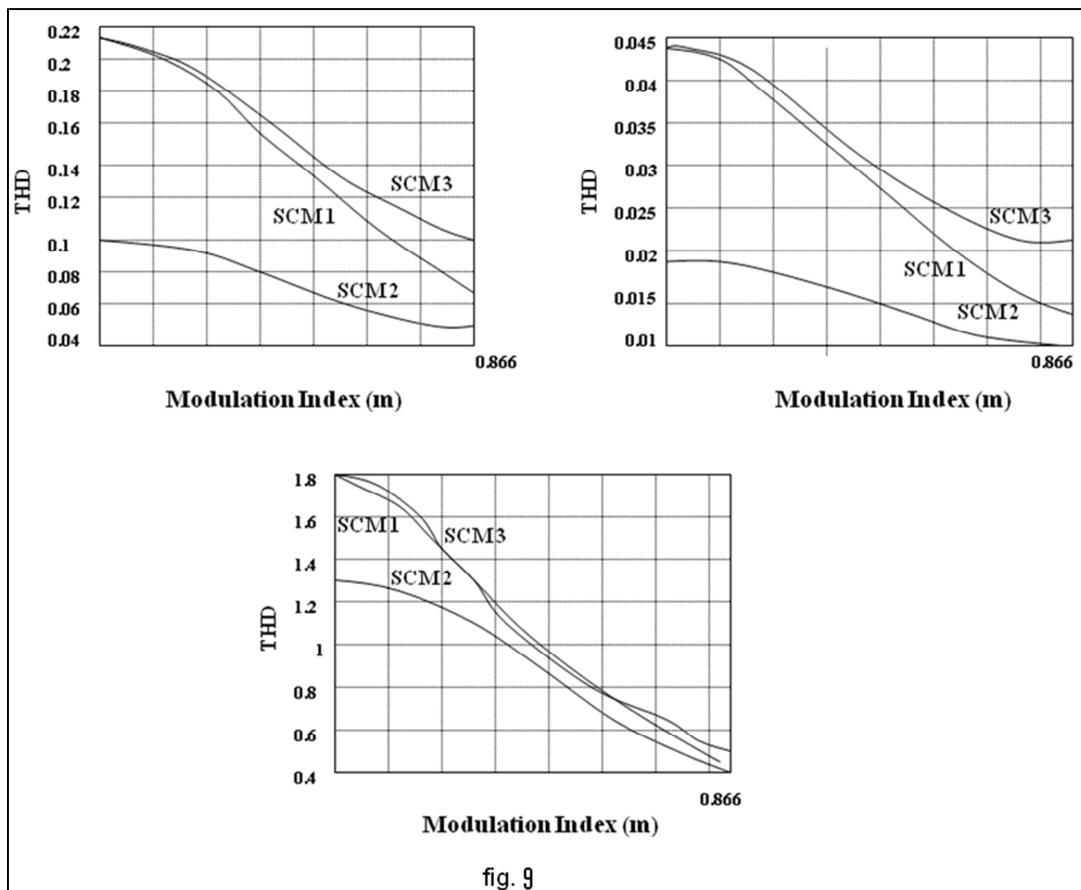 0.22
0.2
0.18
0.16
0.14
0.12
0.1
0.08
0.06
0.04
THD
SCM3
SCM1
SCM2
0.866
Modulation Index (m)
0.045
0.04
0.035
0.03
0.025
0.02
0.015
0.01
THD
SCM3
SCM1
SCM2
0.866
Modulation Index (m)
1.8
1.6
1.4
1.2
1
0.8
0.6
0.4
THD
SCM1
SCM3
SCM2
0.866
Modulation Index (m)
fig. 9